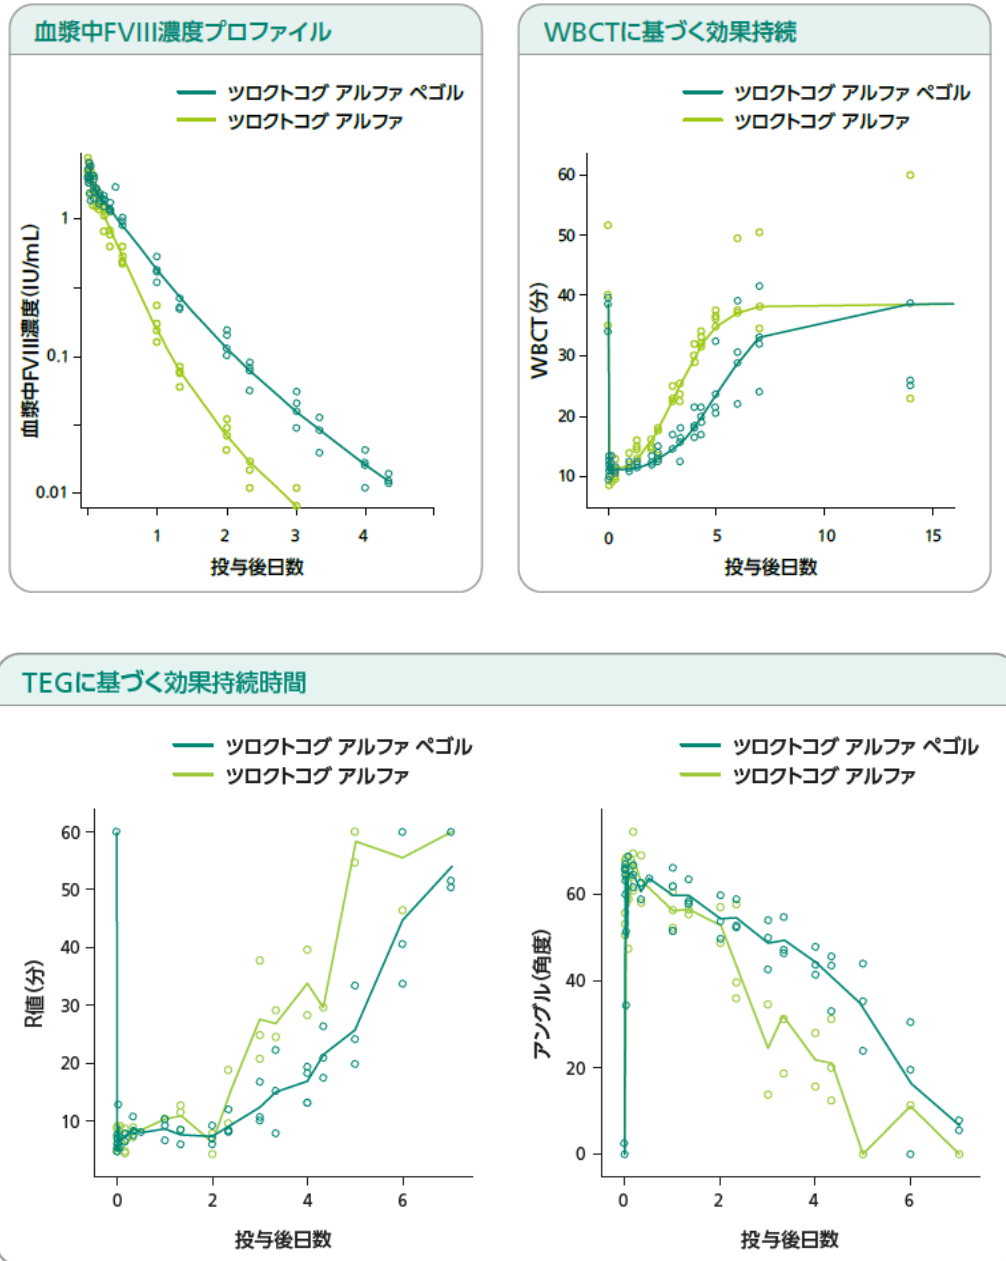 血漿中FVIII濃度プロファイル
ツロクトコグ アルファ ペゴル
ツロクトコグ アルファ
血漿中FVIII濃度(IU/mL)
1
0.1
0.01
1 2 3 4
投与後日数
WBCTに基づく効果持続
ツロクトコグ アルファ ペゴル
ツロクトコグ アルファ
WBCT(分)
60
50
40
30
20
10
0 5 10 15
投与後日数
TEGに基づく効果持続時間
ツロクトコグ アルファ ペゴル
ツロクトコグ アルファ
R値(分)
60
50
40
30
20
10
0 2 4 6
投与後日数
ツロクトコグ アルファ ペゴル
ツロクトコグ アルファ
アングル(角度)
60
40
20
0
0 2 4 6
投与後日数